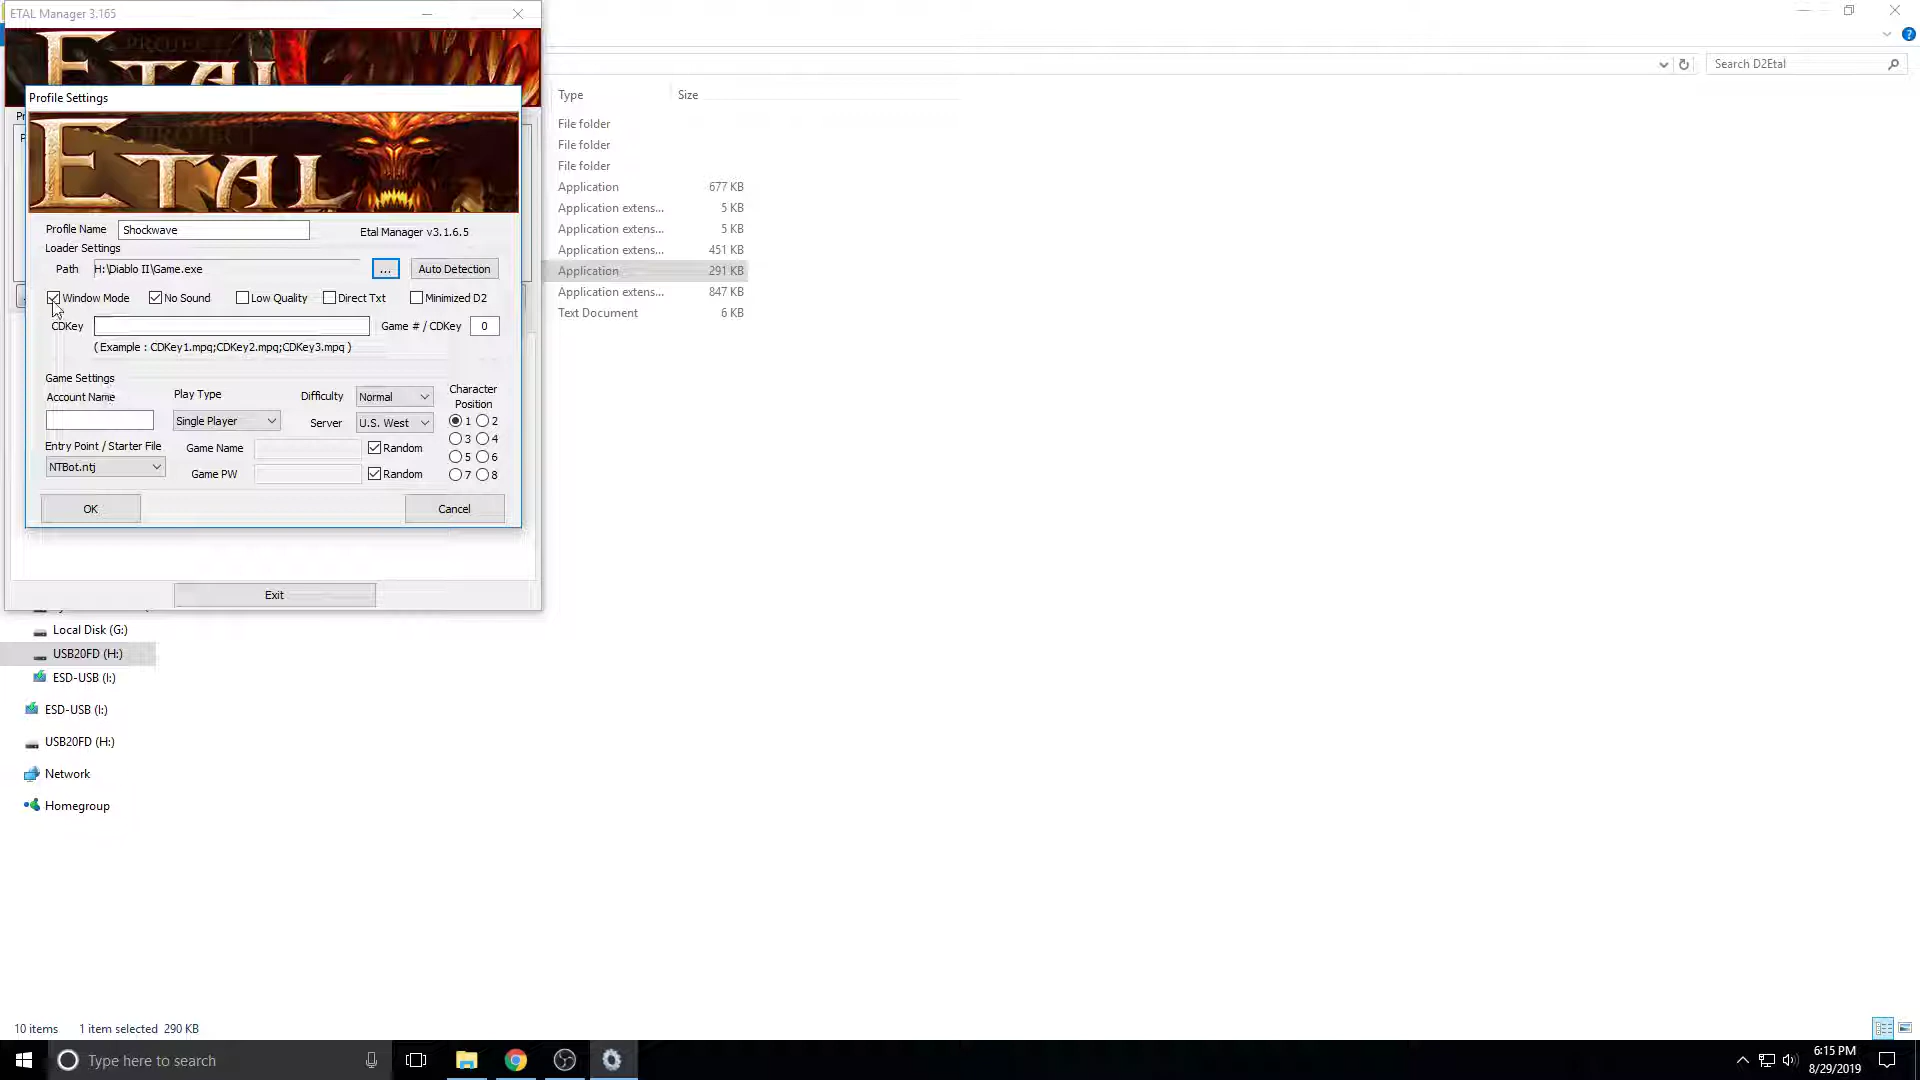 ETAL Manager 3.165
PROJECT
ETAL
Search D2Etal
Profile Settings
PROJECT
ETAL
Type
Size
File folder
File folder
File folder
Application 677 KB
Application extens... 5 KB
Application extens... 5 KB
Application extens... 451 KB
Application 291 KB
Application extens... 847 KB
Text Document 6 KB
Profile Name Shockwave Etal Manager v3.1.6.5
Loader Settings
Path H:\Diablo II\Game.exe ... Auto Detection
Window Mode No Sound Low Quality Direct Txt Minimized D2
CDKey Game # / CDKey 0
( Example : CDKey1.mpq;CDKey2.mpq;CDKey3.mpq )
Game Settings
Account Name
Play Type
Single Player
Difficulty Normal
Server U.S. West
Character
Position
1 2
3 4
5 6
7 8
Entry Point / Starter File
NTBot.ntj
Game Name Random
Game PW Random
OK Cancel
Exit
Local Disk (G:)
USB20FD (H:)
ESD-USB (I:)
ESD-USB (I:)
USB20FD (H:)
Network
Homegroup
10 items 1 item selected 290 KB
Type here to search
6:15 PM
8/29/2019